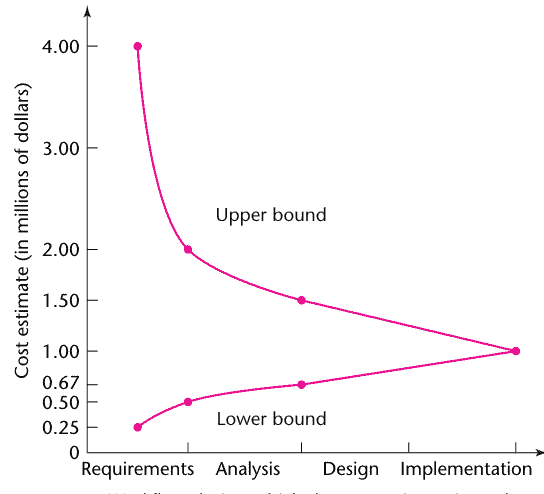 4.00
3.00
Upper bound
2.00
1.50
1.00
0.67
0.50
0.25
0
Lower bound
Cost estimate (in millions of dollars)
Requirements Analysis Design Implementation